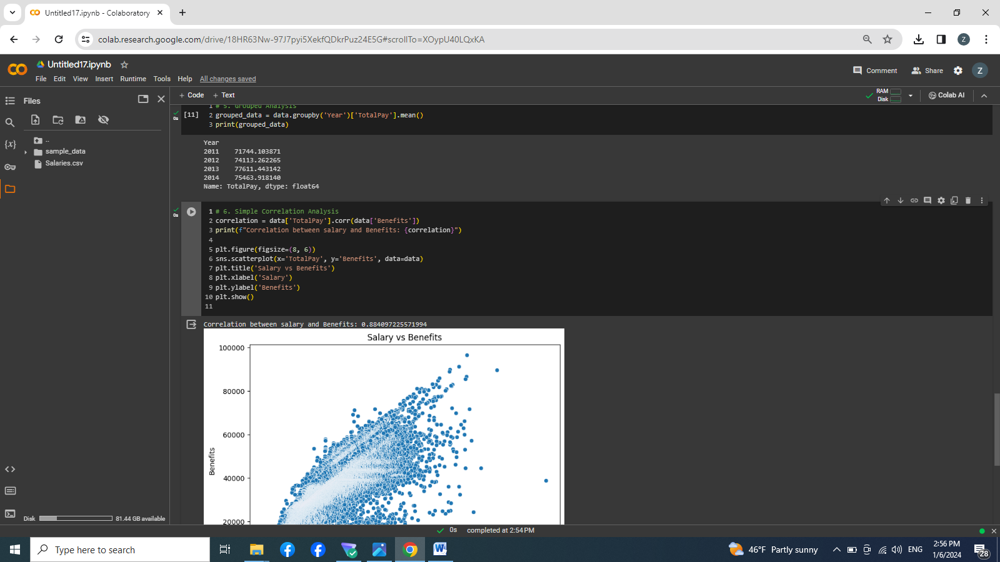 Untitled17.ipynb - Colaboratory
colab.research.google.com/drive/18HR63Nw-97J7pyi5XekfQDkrPuz24E5G#scrollTo=XOypU40LQxKA
Z
Untitled17.ipynb
File Edit View Insert Runtime Tools Help All changes saved
Comment Share Z
Files
+ Code + Text
RAM
Disk
Colab AI
..
sample_data
Salaries.csv
Disk 81.44 GB available
0s
[11]
1 # 5. Grouped Analysis
2 grouped_data = data.groupby('Year')['TotalPay'].mean()
3 print(grouped_data)
Year
2011 71744.103871
2012 74113.262265
2013 77611.443142
2014 75463.918140
Name: TotalPay, dtype: float64
0s
1 # 6. Simple Correlation Analysis
2 correlation = data['TotalPay'].corr(data['Benefits'])
3 print(f"Correlation between salary and Benefits: {correlation}")
4
5 plt.figure(figsize=(8, 6))
6 sns.scatterplot(x='TotalPay', y='Benefits', data=data)
7 plt.title('Salary vs Benefits')
8 plt.xlabel('Salary')
9 plt.ylabel('Benefits')
10 plt.show()
11
Correlation between salary and Benefits: 0.884097225571994
Salary vs Benefits
100000
80000
60000
40000
20000
Benefits
0s completed at 2:54 PM
Type here to search
46°F Partly sunny
ENG
2:56 PM
1/6/2024
28